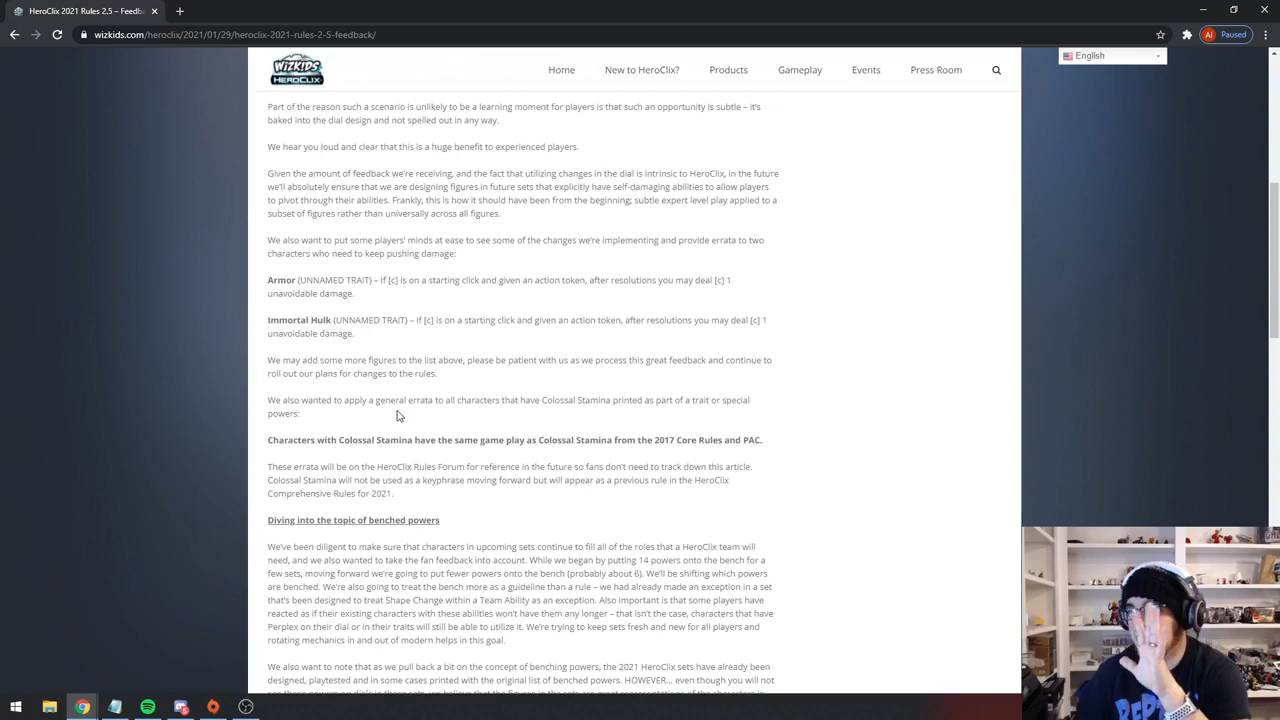 HeroClix 2021 Rules 2.5 – Feedb
wizkids.com/heroclix/2021/01/29/heroclix-2021-rules-2-5-feedback/
AI Paused
WIZKIDS
HEROCLIX
Home New to HeroClix? Products Gameplay Events Press Room
English
Part of the reason such a scenario is unlikely to be a learning moment for players is that such an opportunity is subtle – it's
baked into the dial design and not spelled out in any way.
We hear you loud and clear that this is a huge benefit to experienced players.
Given the amount of feedback we're receiving, and the fact that utilizing changes in the dial is intrinsic to HeroClix, in the future
we'll absolutely ensure that we are designing figures in future sets that explicitly have self-damaging abilities to allow players
to pivot through their abilities. Frankly, this is how it should have been from the beginning; subtle expert level play applied to a
subset of figures rather than universally across all figures.
We also want to put some players' minds at ease to see some of the changes we're implementing and provide errata to two
characters who need to keep pushing damage:
Armor (UNNAMED TRAIT) – If [c] is on a starting click and given an action token, after resolutions you may deal [c] 1
unavoidable damage.
Immortal Hulk (UNNAMED TRAIT) – If [c] is on a starting click and given an action token, after resolutions you may deal [c] 1
unavoidable damage.
We may add some more figures to the list above, please be patient with us as we process this great feedback and continue to
roll out our plans for changes to the rules.
We also wanted to apply a general errata to all characters that have Colossal Stamina printed as part of a trait or special
powers:
Characters with Colossal Stamina have the same game play as Colossal Stamina from the 2017 Core Rules and PAC.
These errata will be on the HeroClix Rules Forum for reference in the future so fans don't need to track down this article.
Colossal Stamina will not be used as a keyphrase moving forward but will appear as a previous rule in the HeroClix
Comprehensive Rules for 2021.
Diving into the topic of benched powers
We've been diligent to make sure that characters in upcoming sets continue to fill all of the roles that a HeroClix team will
need, and we also wanted to take the fan feedback into account. While we began by putting 14 powers onto the bench for a
few sets, moving forward we're going to put fewer powers onto the bench (probably about 6). We'll be shifting which powers
are benched. We're also going to treat the bench more as a guideline than a rule – we had already made an exception in a set
that's been designed to treat Shape Change within a Team Ability as an exception. Also important is that some players have
reacted as if their existing characters with these abilities won't have them any longer – that isn't the case, characters that have
Perplex on their dial or in their traits will still be able to utilize it. We're trying to keep sets fresh and new for all players and
rotating mechanics in and out of modern helps in this goal.
We also want to note that as we pull back a bit on the concept of benching powers, the 2021 HeroClix sets have already been
designed, playtested and in some cases printed with the original list of benched powers. HOWEVER… even though you will not